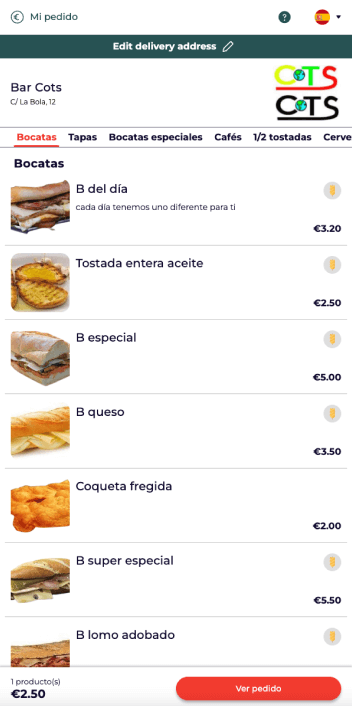 Mi pedido
?
Edit delivery address
Bar Cots
C/ La Bola, 12
COTS
COTS
Bocatas Tapas Bocatas especiales Cafés 1/2 tostadas Cerve
Bocatas
B del día
cada día tenemos uno diferente para ti
€3.20
Tostada entera aceite
€2.50
B especial
€5.00
B queso
€3.50
Coqueta fregida
€2.00
B super especial
€5.50
B lomo adobado
1 producto(s)
€2.50
Ver pedido